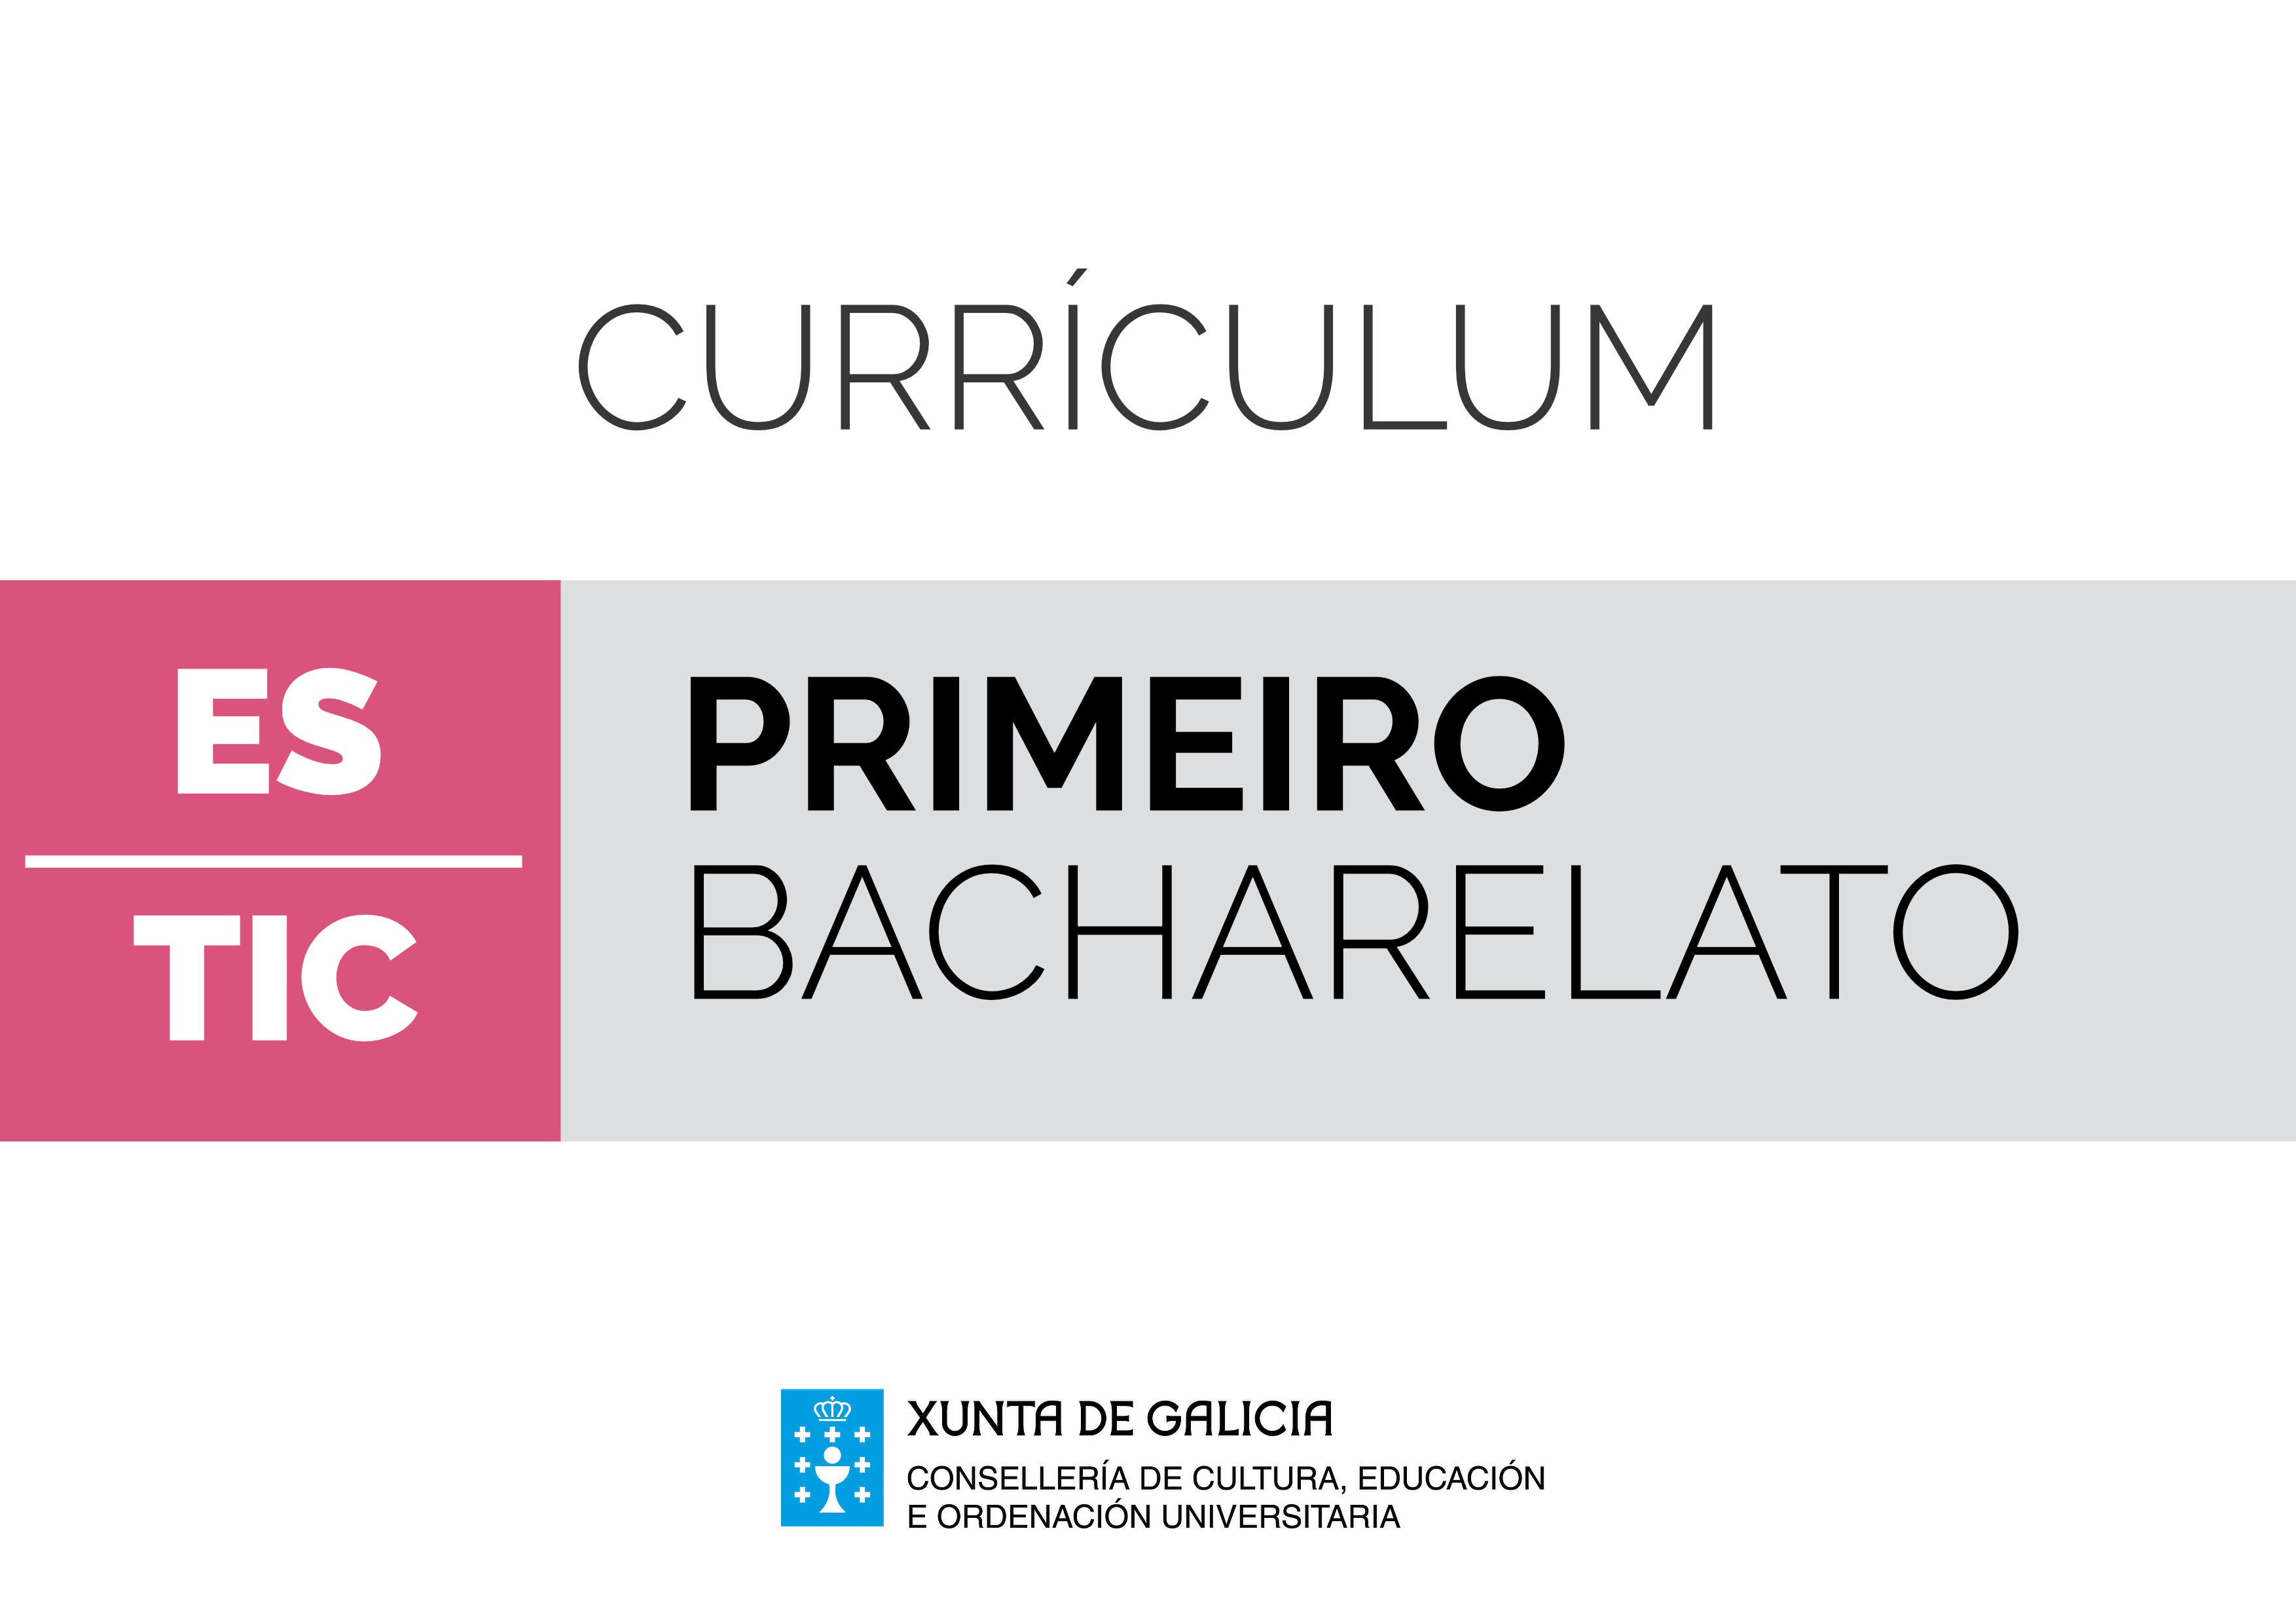 CURRÍCULUM
ES
TIC
PRIMEIRO
BACHARELATO
XUNTA DE GALICIA
CONSELLERÍA DE CULTURA, EDUCACIÓN
E ORDENACIÓN UNIVERSITARIA